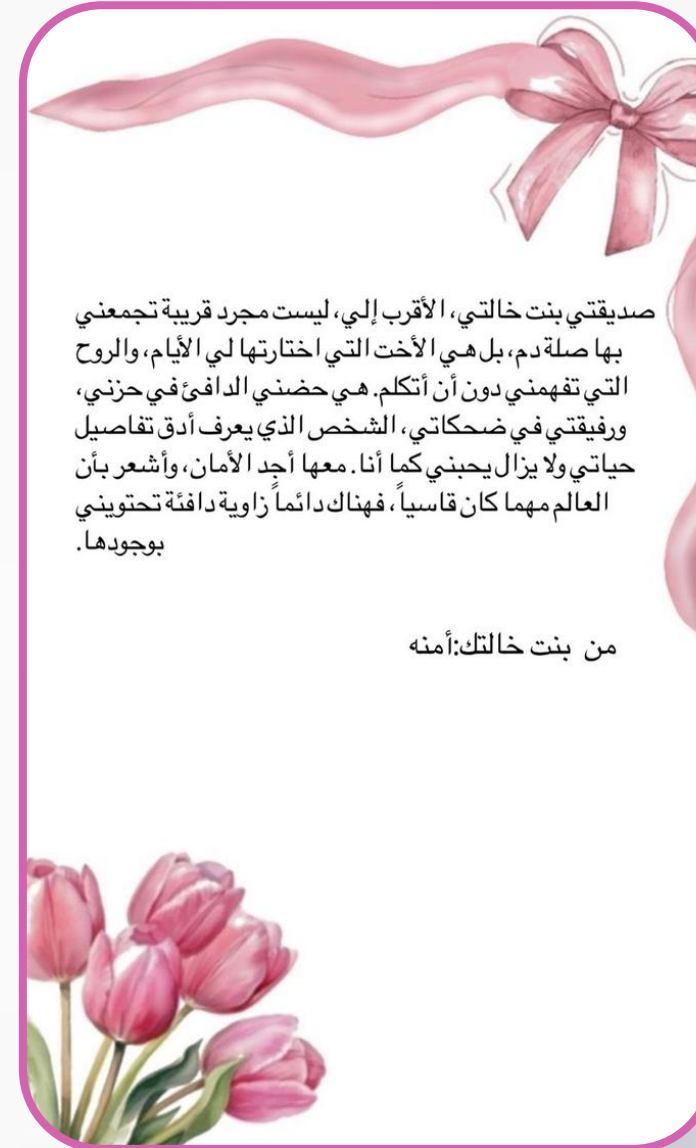 صديقتي بنت خالتي، الأقرب إلي، ليست مجرد قريبة تجمعني
بها صلة دم، بل هي الأخت التي اختارتها لي الأيام، والروح
التي تفهمني دون أن أتكلم. هي حضني الدافئ في حزني،
ورفيقتي في ضحكاتي، الشخص الذي يعرف أدق تفاصيل
حياتي ولا يزال يحبني كما أنا. معها أجد الأمان، وأشعر بأن
العالم مهما كان قاسياً، فهناك دائماً زاوية دافئة تحتويني
بوجودها.
من بنت خالتك:أمنه